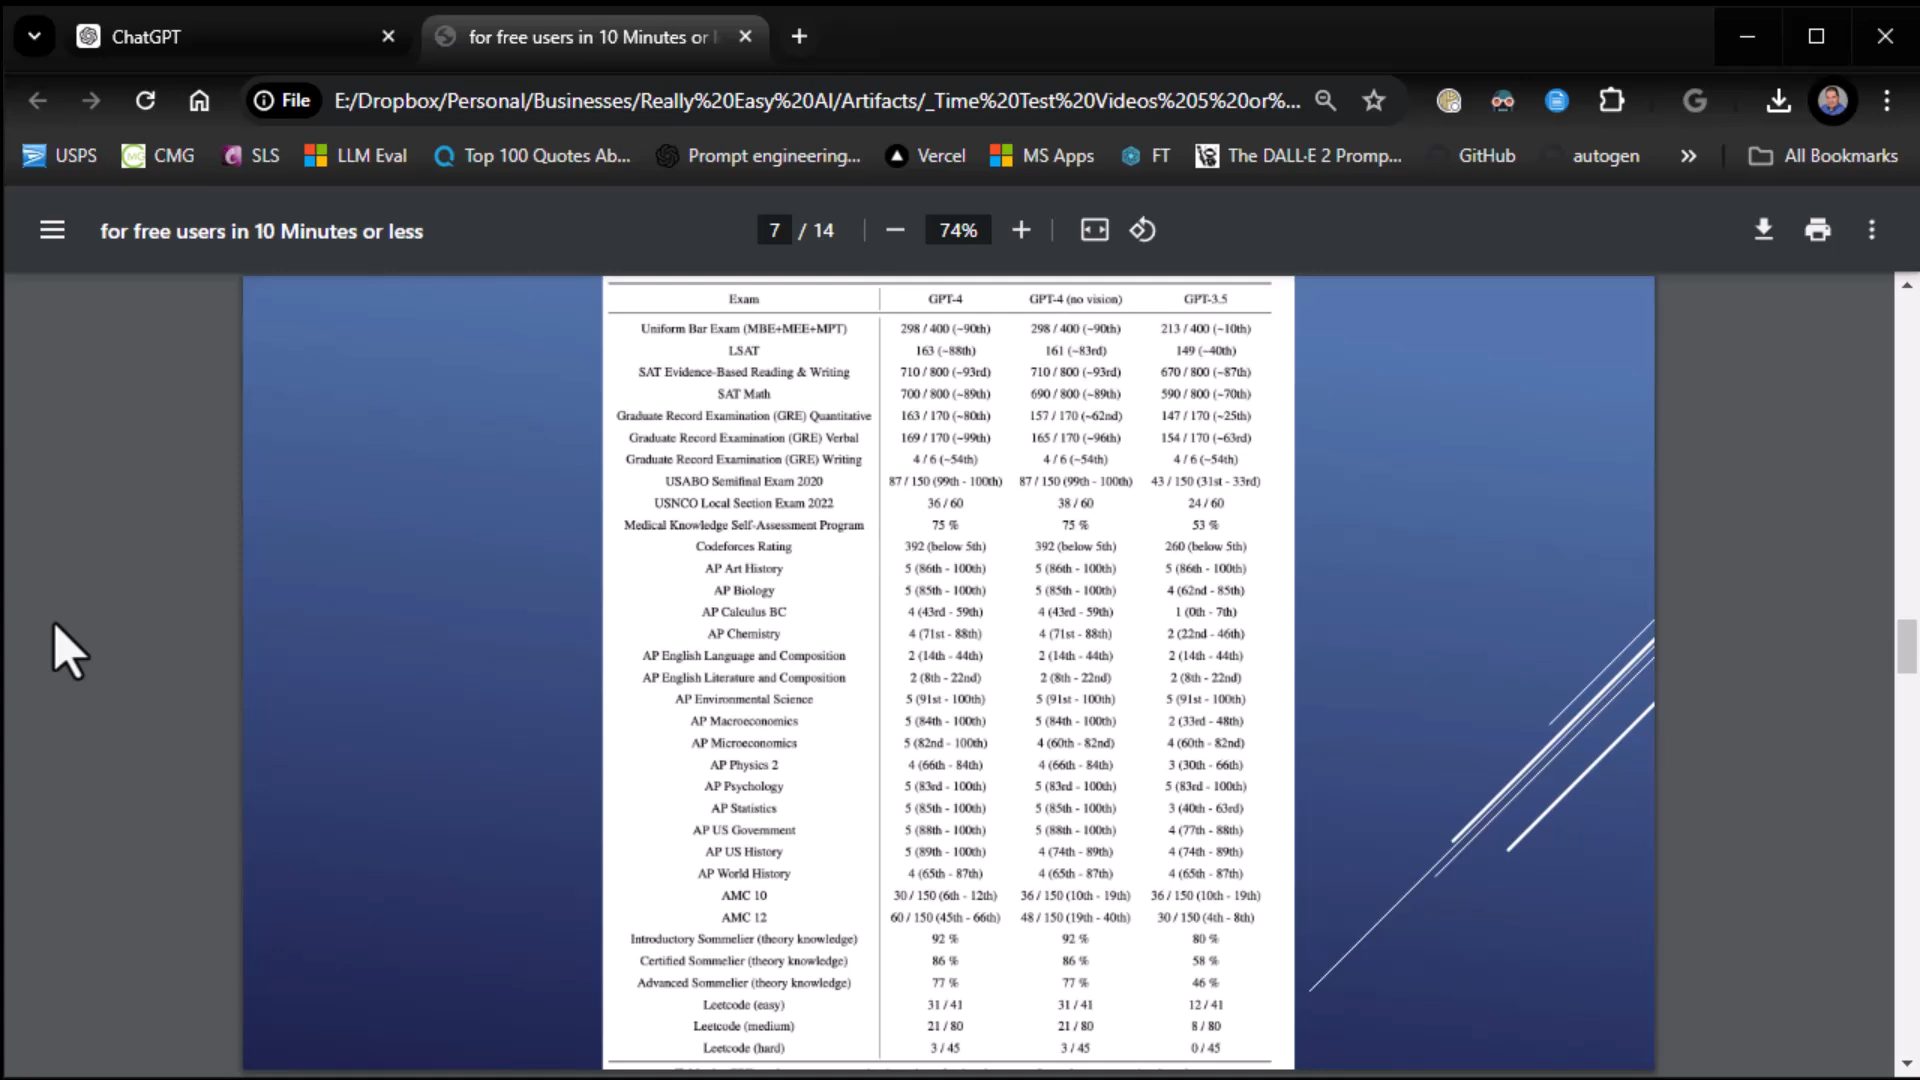 ChatGPT
for free users in 10 Minutes or l
File
E:/Dropbox/Personal/Businesses/Really%20Easy%20AI/Artifacts/_Time%20Test%20Videos%205%20or%...
USPS CMG SLS LLM Eval Top 100 Quotes Ab... Prompt engineering... Vercel MS Apps FT The DALL·E 2 Promp... GitHub autogen » All Bookmarks
for free users in 10 Minutes or less 7 / 14 74%
Exam GPT-4 GPT-4 (no vision) GPT-3.5
Uniform Bar Exam (MBE+MEE+MPT) 298 / 400 (~90th) 298 / 400 (~90th) 213 / 400 (~10th)
LSAT 163 (~88th) 161 (~83rd) 149 (~40th)
SAT Evidence-Based Reading & Writing 710 / 800 (~93rd) 710 / 800 (~93rd) 670 / 800 (~87th)
SAT Math 700 / 800 (~89th) 690 / 800 (~89th) 590 / 800 (~70th)
Graduate Record Examination (GRE) Quantitative 163 / 170 (~80th) 157 / 170 (~62nd) 147 / 170 (~25th)
Graduate Record Examination (GRE) Verbal 169 / 170 (~99th) 165 / 170 (~96th) 154 / 170 (~63rd)
Graduate Record Examination (GRE) Writing 4 / 6 (~54th) 4 / 6 (~54th) 4 / 6 (~54th)
USABO Semifinal Exam 2020 87 / 150 (99th - 100th) 87 / 150 (99th - 100th) 43 / 150 (31st - 33rd)
USNCO Local Section Exam 2022 36 / 60 38 / 60 24 / 60
Medical Knowledge Self-Assessment Program 75 % 75 % 53 %
Codeforces Rating 392 (below 5th) 392 (below 5th) 260 (below 5th)
AP Art History 5 (86th - 100th) 5 (86th - 100th) 5 (86th - 100th)
AP Biology 5 (85th - 100th) 5 (85th - 100th) 4 (62nd - 85th)
AP Calculus BC 4 (43rd - 59th) 4 (43rd - 59th) 1 (0th - 7th)
AP Chemistry 4 (71st - 88th) 4 (71st - 88th) 2 (22nd - 46th)
AP English Language and Composition 2 (14th - 44th) 2 (14th - 44th) 2 (14th - 44th)
AP English Literature and Composition 2 (8th - 22nd) 2 (8th - 22nd) 2 (8th - 22nd)
AP Environmental Science 5 (91st - 100th) 5 (91st - 100th) 5 (91st - 100th)
AP Macroeconomics 5 (84th - 100th) 5 (84th - 100th) 2 (33rd - 48th)
AP Microeconomics 5 (82nd - 100th) 4 (60th - 82nd) 4 (60th - 82nd)
AP Physics 2 4 (66th - 84th) 4 (66th - 84th) 3 (30th - 66th)
AP Psychology 5 (83rd - 100th) 5 (83rd - 100th) 5 (83rd - 100th)
AP Statistics 5 (85th - 100th) 5 (85th - 100th) 3 (40th - 63rd)
AP US Government 5 (88th - 100th) 5 (88th - 100th) 4 (77th - 88th)
AP US History 5 (89th - 100th) 4 (74th - 89th) 4 (74th - 89th)
AP World History 4 (65th - 87th) 4 (65th - 87th) 4 (65th - 87th)
AMC 10 30 / 150 (6th - 12th) 36 / 150 (10th - 19th) 36 / 150 (10th - 19th)
AMC 12 60 / 150 (45th - 66th) 48 / 150 (19th - 40th) 30 / 150 (4th - 8th)
Introductory Sommelier (theory knowledge) 92 % 92 % 80 %
Certified Sommelier (theory knowledge) 86 % 86 % 58 %
Advanced Sommelier (theory knowledge) 77 % 77 % 46 %
Leetcode (easy) 31 / 41 31 / 41 12 / 41
Leetcode (medium) 21 / 80 21 / 80 8 / 80
Leetcode (hard) 3 / 45 3 / 45 0 / 45